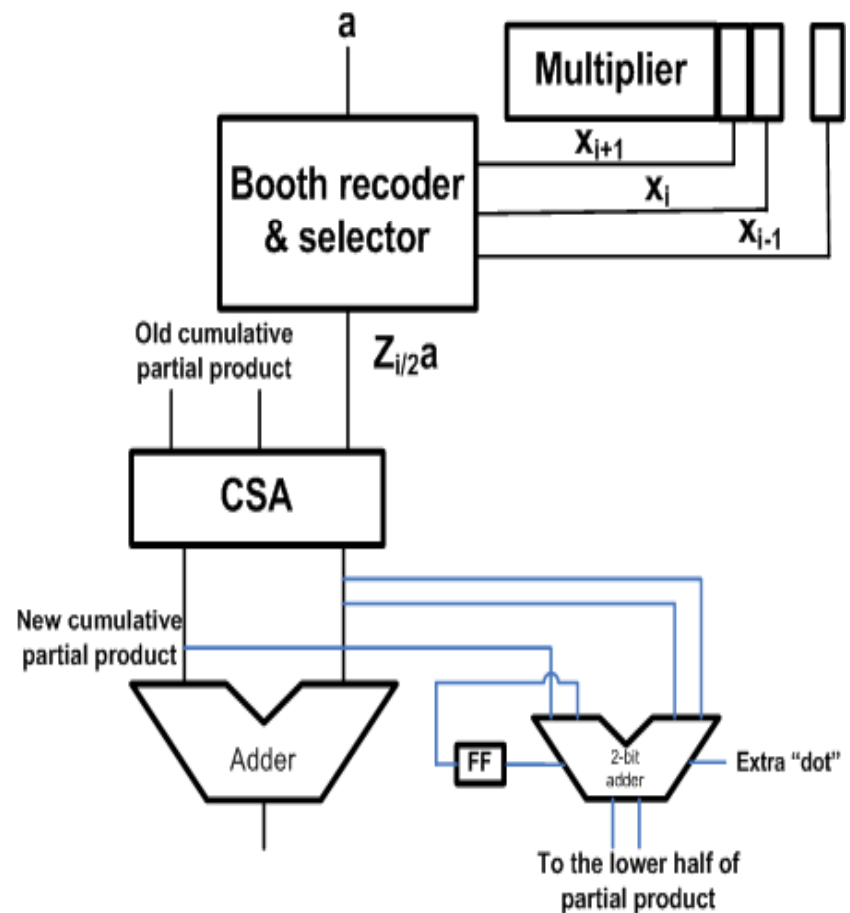 a
Multiplier
x_{i+1}
x_i
x_{i-1}
Booth recoder
& selector
Old cumulative
partial product
Z_{i/2}a
CSA
New cumulative
partial product
Adder
FF
2-bit
adder
Extra “dot”
To the lower half of
partial product